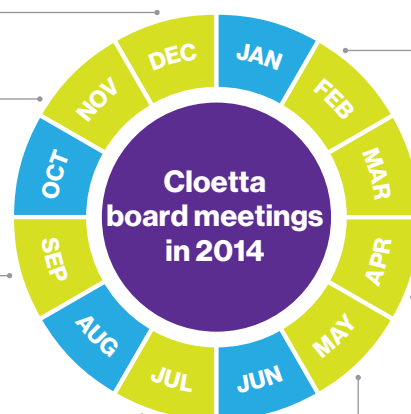 DEC
JAN
FEB
MAR
APR
MAY
JUN
JUL
AUG
SEP
OCT
NOV
Cloetta
board meetings
in 2014